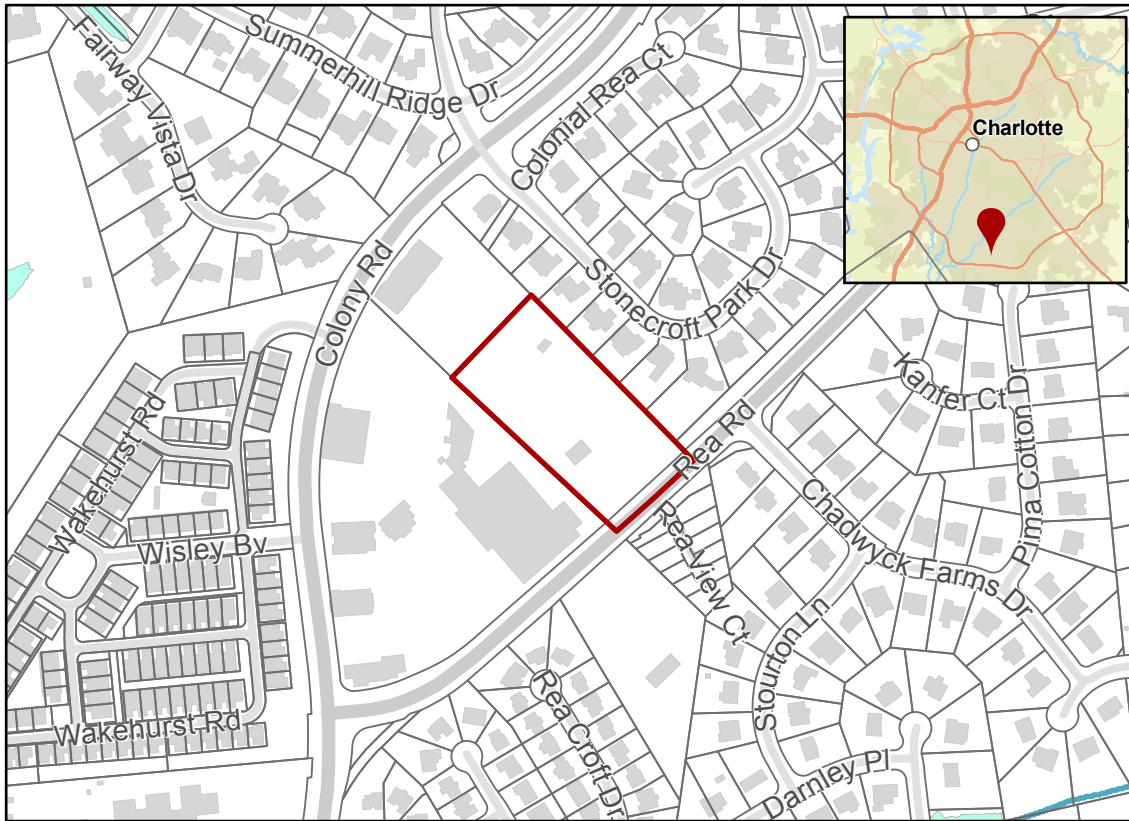 Fairway Vista Dr
Summerhill Ridge Dr
Colonial Rea Ct
Charlotte
Colony Rd
Stonecroft Park Dr
Kanfer Ct
Pima Cotton Dr
Wakehurst Rd
Rea Rd
Wisley Bv
Chadwyck Farms Dr
Rea View Ct
Stourton Ln
Rea Croft Dr
Wakehurst Rd
Darnley Pl